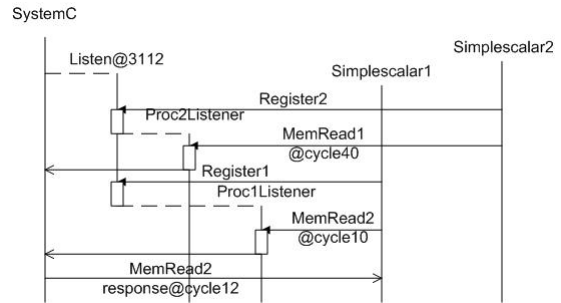 SystemC
Simplescalar2
Listen@3112
Simplescalar1
Register2
Proc2Listener
MemRead1
@cycle40
Register1
Proc1Listener
MemRead2
@cycle10
MemRead2
response@cycle12